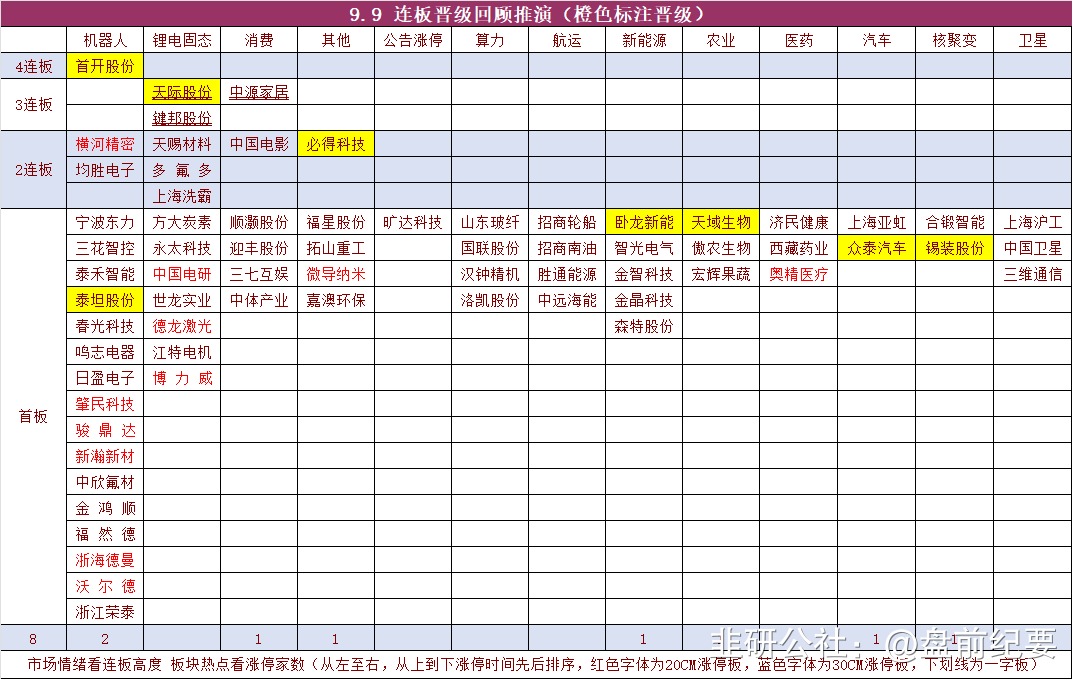 9.9 连板晋级回顾推演（橙色标注晋级）
机器人 锂电固态 消费 其他 公告涨停 算力 航运 新能源 农业 医药 汽车 核聚变 卫星
4连板 首开股份
3连板 天际股份 中源家居
键邦股份
2连板 横河精密 天赐材料 中国电影 必得科技
均胜电子 多氟多
上海洗霸
首板 宁波东力 方大炭素 顺灏股份 福星股份 旷达科技 山东玻纤 招商轮船 卧龙新能 天域生物 济民健康 上海亚虹 合锻智能 上海沪工
三花智控 永太科技 迎丰股份 拓山重工 国联股份 招商南油 智光电气 傲农生物 西藏药业 众泰汽车 锡装股份 中国卫星
泰禾智能 中国电研 三七互娱 微导纳米 汉钟精机 胜通能源 金智科技 宏辉果蔬 奥精医疗 三维通信
泰坦股份 世龙实业 中体产业 嘉澳环保 洛凯股份 中远海能 金晶科技
春光科技 德龙激光 森特股份
鸣志电器 江特电机
日盈电子 博力威
肇民科技
骏鼎达
新瀚新材
中欣氟材
金鸿顺
福然德
浙海德曼
沃尔德
浙江荣泰
8 2 1 1 1 1
市场情绪看连板高度 板块热点看涨停家数（从左至右，从上到下涨停时间先后排序，红色字体为20CM涨停板，蓝色字体为30CM涨停板，下划线为一字板）
非研公社：@盘前纪要